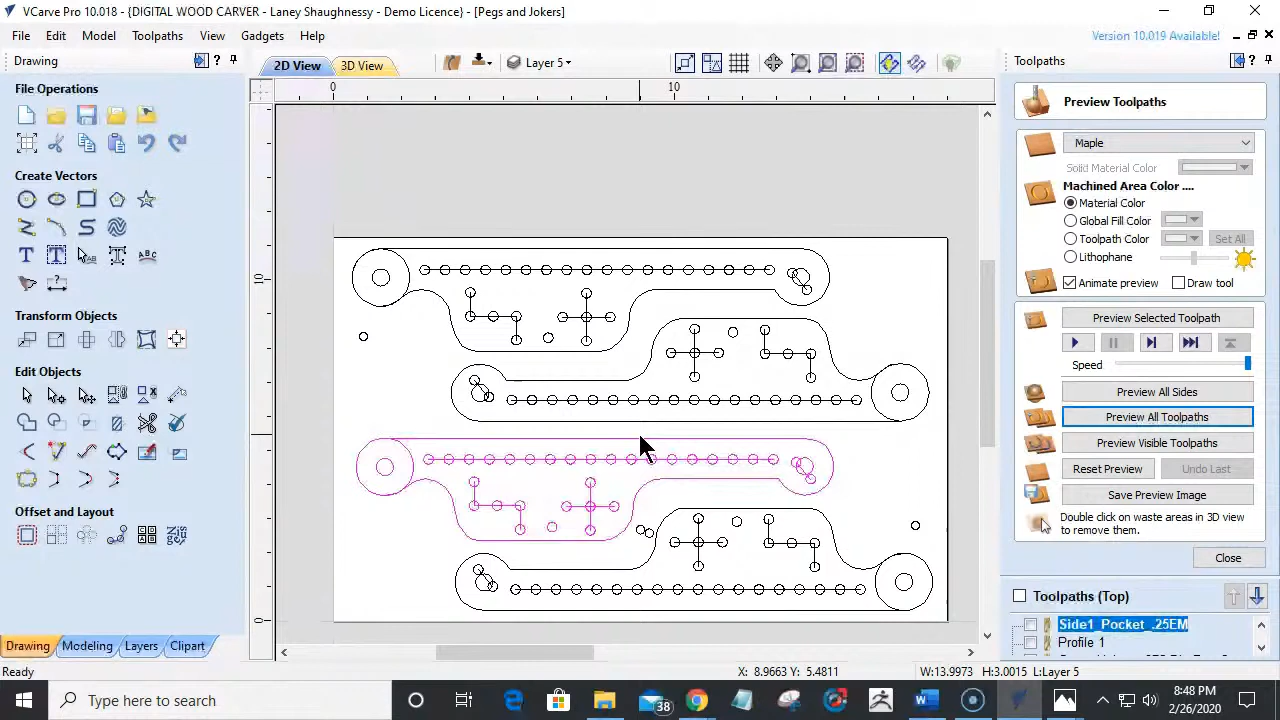 VCarve Pro 10.018 - {DIGITAL WOOD CARVER - Laney Shaughnessy - Demo Licence} - [Pegs and Jokers]
File Edit Model Toolpaths View Gadgets Help
Version 10.019 Available!
Drawing
2D View
3D View
Layer 5
Toolpaths
File Operations
Create Vectors
Transform Objects
Edit Objects
Offset and Layout
Drawing
Modeling
Layers
Clipart
0
10
10
0
Preview Toolpaths
Maple
Solid Material Color
Machined Area Color ....
Material Color
Global Fill Color
Toolpath Color
Set All
Lithophane
Animate preview
Draw tool
Preview Selected Toolpath
Speed
Preview All Sides
Preview All Toolpaths
Preview Visible Toolpaths
Reset Preview
Undo Last
Save Preview Image
Double click on waste areas in 3D view
to remove them.
Close
Toolpaths (Top)
Side1_Pocket_.25EM
Profile 1
Ready
X: 8.9663 Y: 5.4811
W:13.9973 H:3.0015 L:Layer 5
Type here to search
38
8:48 PM
2/26/2020